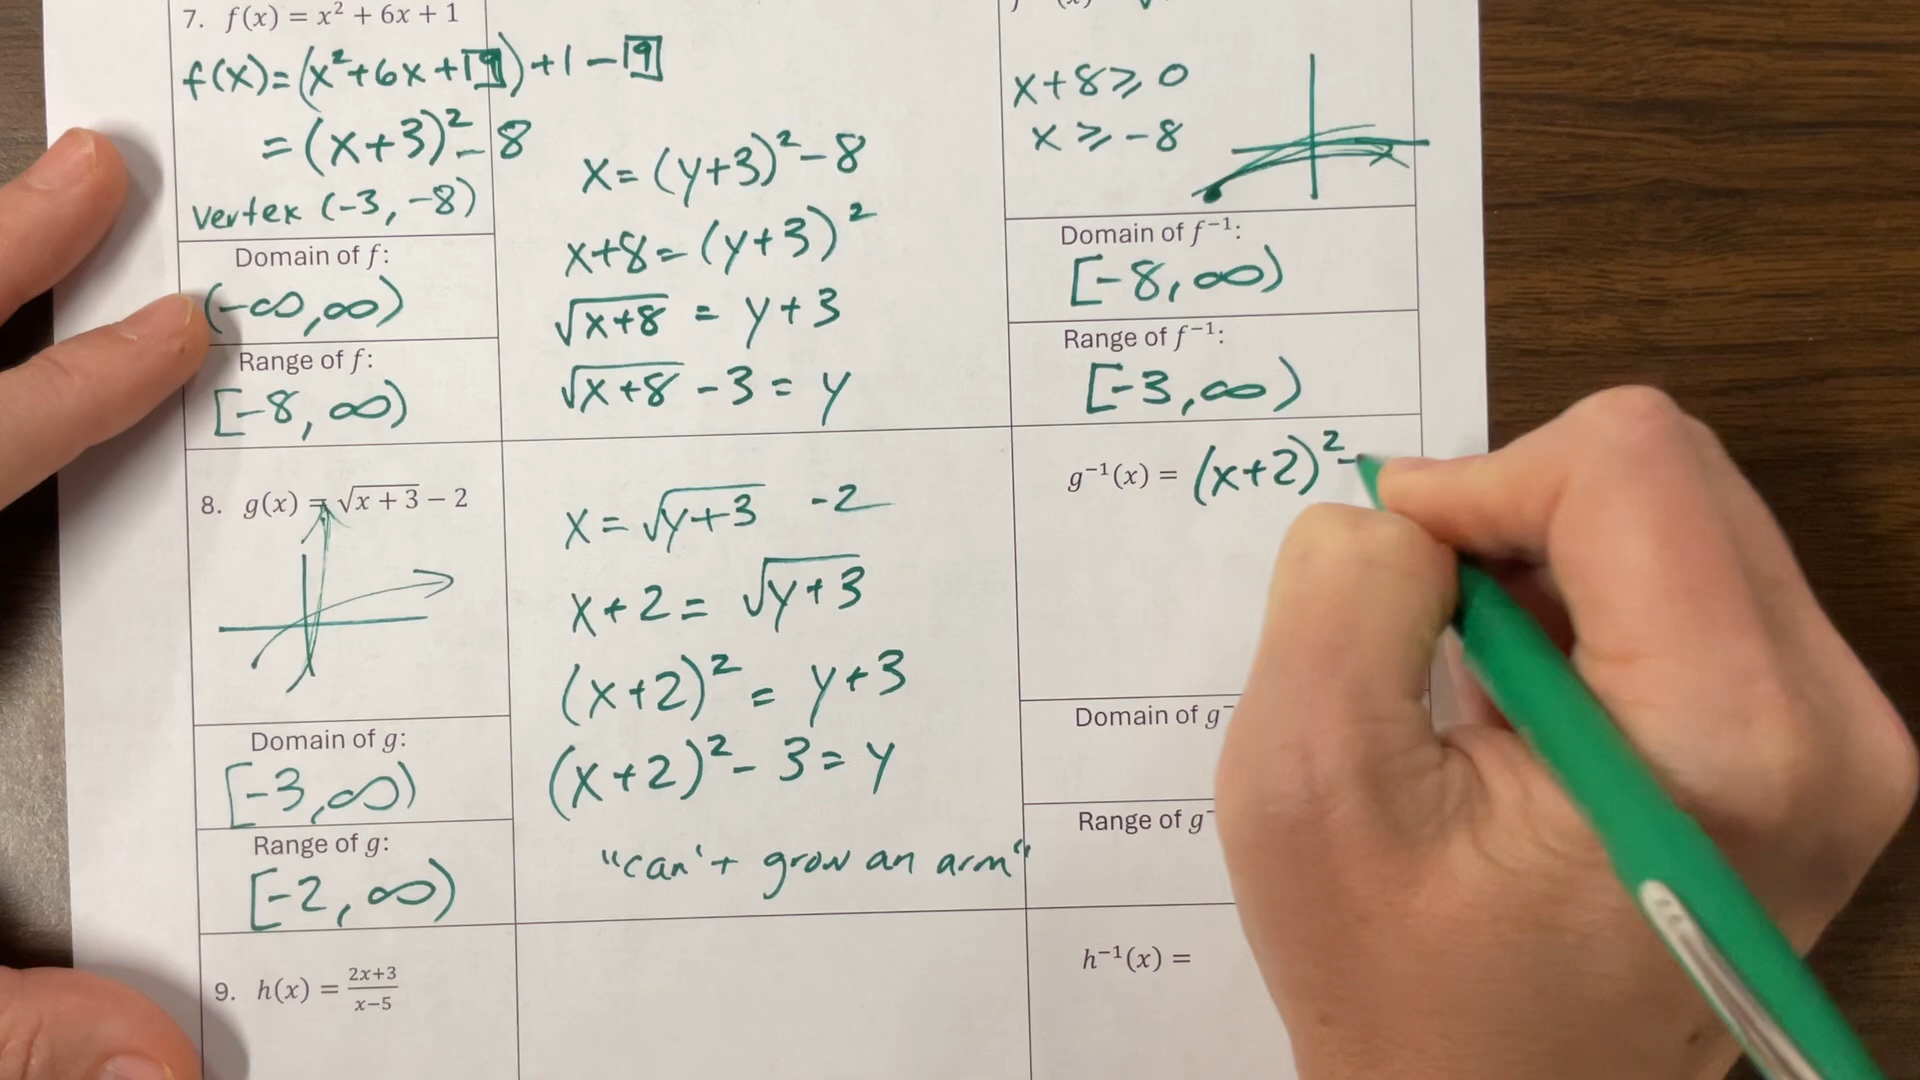 7. f(x) = x² + 6x + 1
f(x)=(x²+6x+9)+1-9
=(x+3)²-8
vertex (-3,-8)
Domain of f:
(-∞,∞)
Range of f:
[-8,∞)
x=(y+3)²-8
x+8=(y+3)²
√x+8 = y+3
√x+8 -3 = y
x+8≥0
x≥-8
Domain of f⁻¹:
[-8,∞)
Range of f⁻¹:
[-3,∞)
8. g(x) = √x + 3 − 2
Domain of g:
[-3,∞)
Range of g:
[-2,∞)
x=√y+3 -2
x+2=√y+3
(x+2)²=y+3
(x+2)²-3=y
"can't grow an arm"
g⁻¹(x) = (x+2)²-
Domain of g⁻
Range of g⁻
9. h(x) = 2x+3
x−5
h⁻¹(x) =